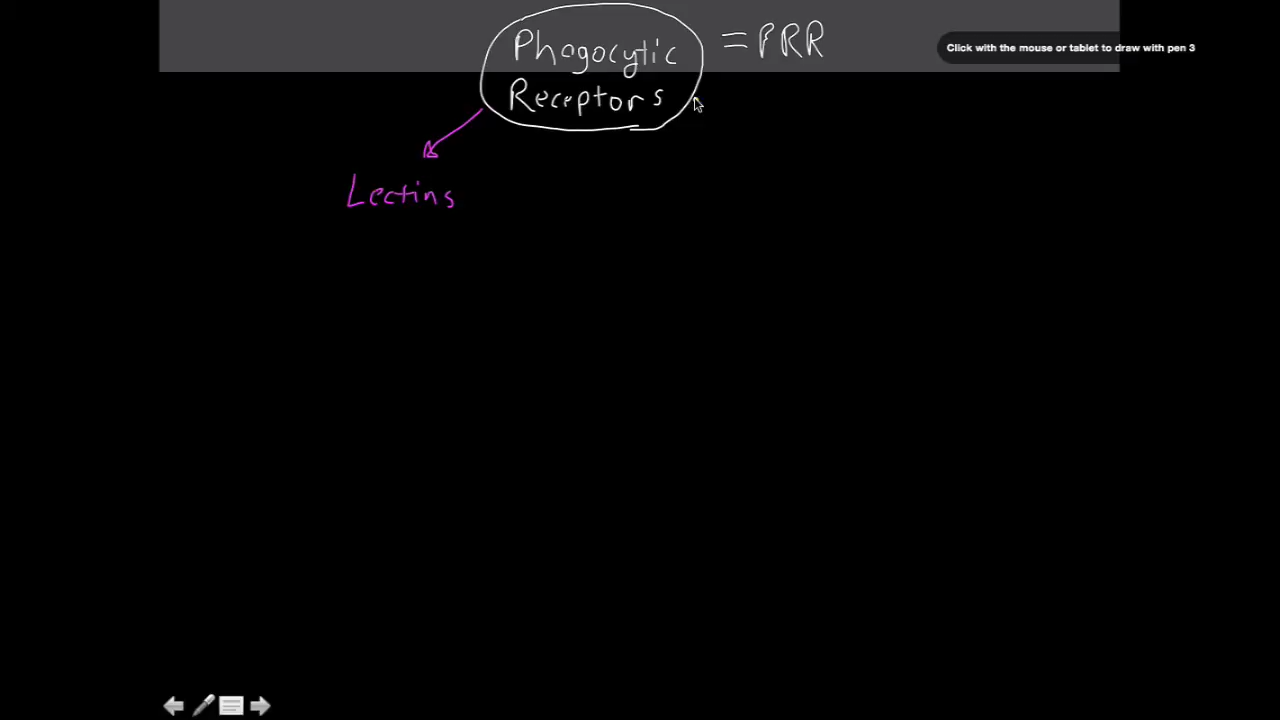 Phagocytic = PRR
Receptors
Click with the mouse or tablet to draw with pen 3
Lectins